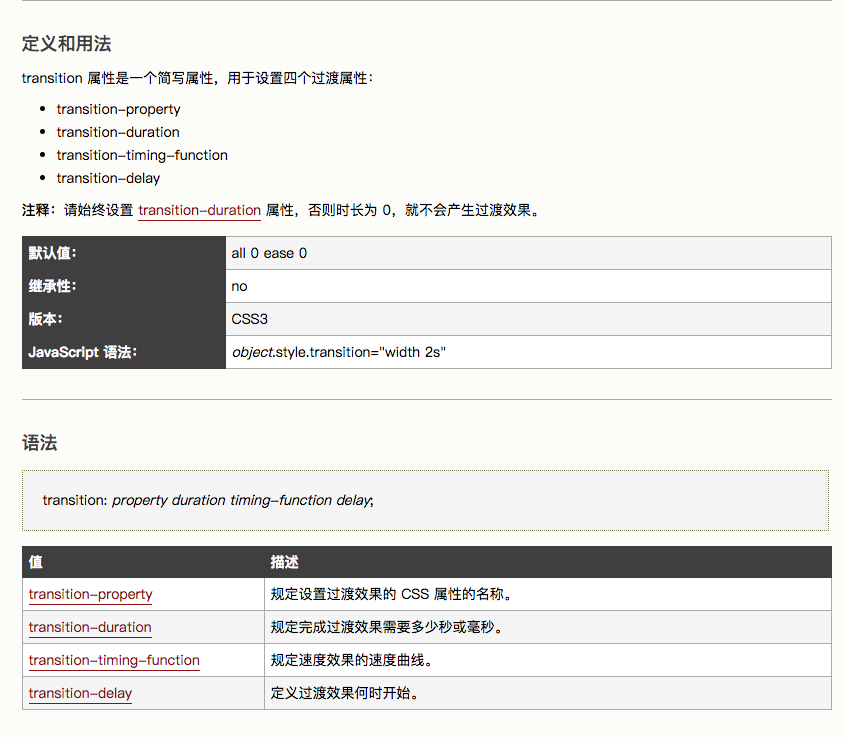 定义和用法
transition 属性是一个简写属性，用于设置四个过渡属性：
transition-property
transition-duration
transition-timing-function
transition-delay
注释：请始终设置 transition-duration 属性，否则时长为 0，就不会产生过渡效果。
默认值： all 0 ease 0
继承性： no
版本： CSS3
JavaScript 语法： object.style.transition="width 2s"
语法
transition: property duration timing-function delay;
值 描述
transition-property 规定设置过渡效果的 CSS 属性的名称。
transition-duration 规定完成过渡效果需要多少秒或毫秒。
transition-timing-function 规定速度效果的速度曲线。
transition-delay 定义过渡效果何时开始。